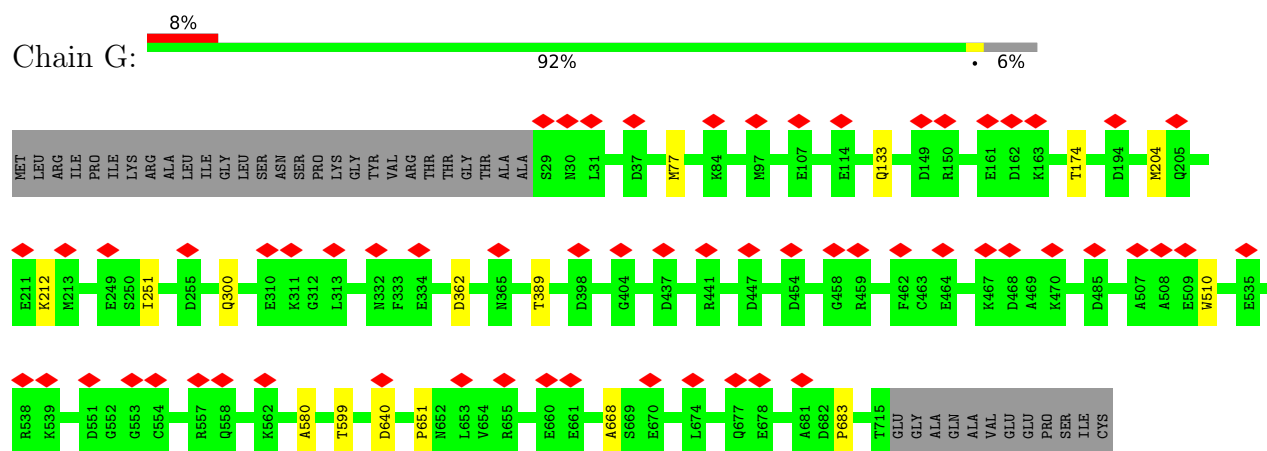 8%
Chain G:
92% • 6%
MET LEU ARG ILE PRO ILE LYS ARG ALA LEU ILE GLY LEU SER ASN SER PRO LYS GLY TYR VAL ARG THR THR GLY THR ALA ALA S29 N30 L31 D37 M77 K84 M97 E107 E114 Q133 D149 R150 E161 D162 K163 T174 D194 M204 Q205
E211 K212 M213 E249 S250 I251 D255 Q300 E310 K311 G312 L313 N332 F333 E334 D362 N365 T389 D398 G404 D437 R441 D447 D454 G458 R459 F462 C463 E464 K467 D468 A469 K470 D485 A507 A508 E509 W510 E535
R538 K539 D551 G552 G553 C554 R557 Q558 K562 A580 T599 D640 P651 N652 L653 V654 R655 E660 E661 A668 S669 E670 L674 Q677 E678 A681 D682 P683 T715 GLU GLY ALA GLN ALA VAL GLU GLU PRO SER ILE CYS